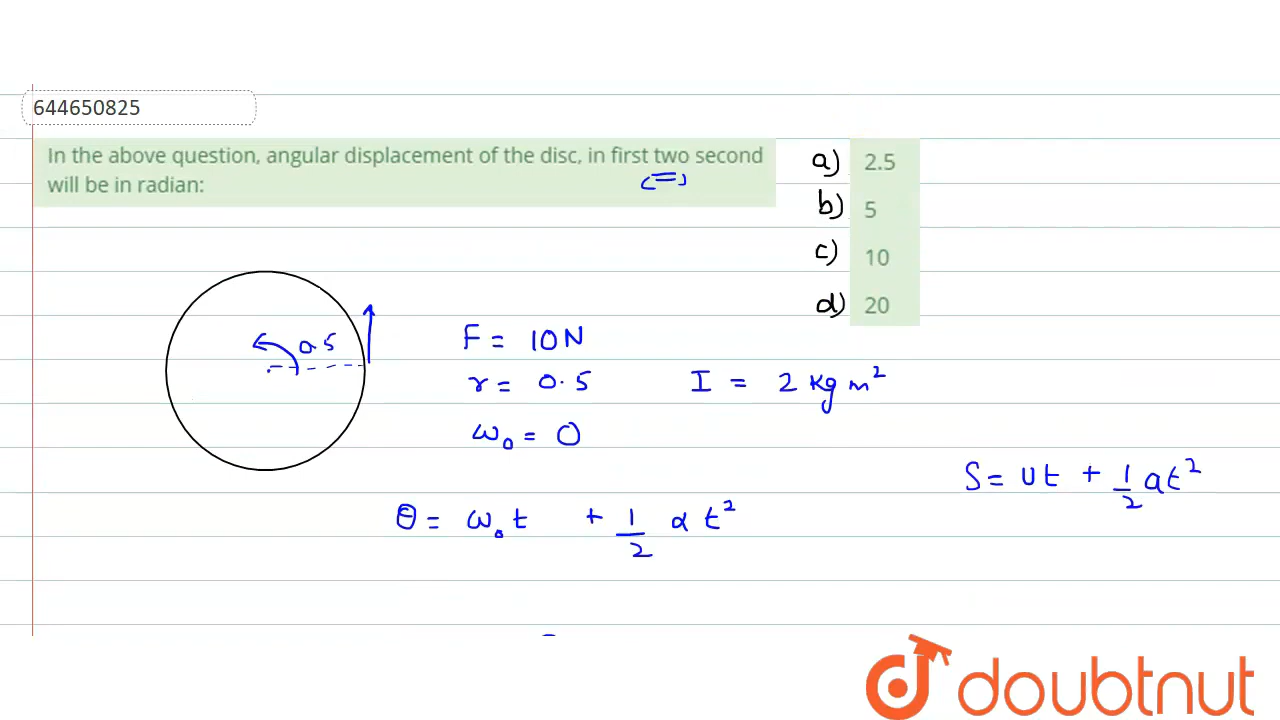 644650825
In the above question, angular displacement of the disc, in first two second
will be in radian:
a) 2.5
b) 5
c) 10
d) 20
0.5
F = 10N
r = 0.5 I = 2 kg m²
ω₀ = 0
S = Ut + 1/2 at²
θ = ω₀t + 1/2 αt²
doubtnut